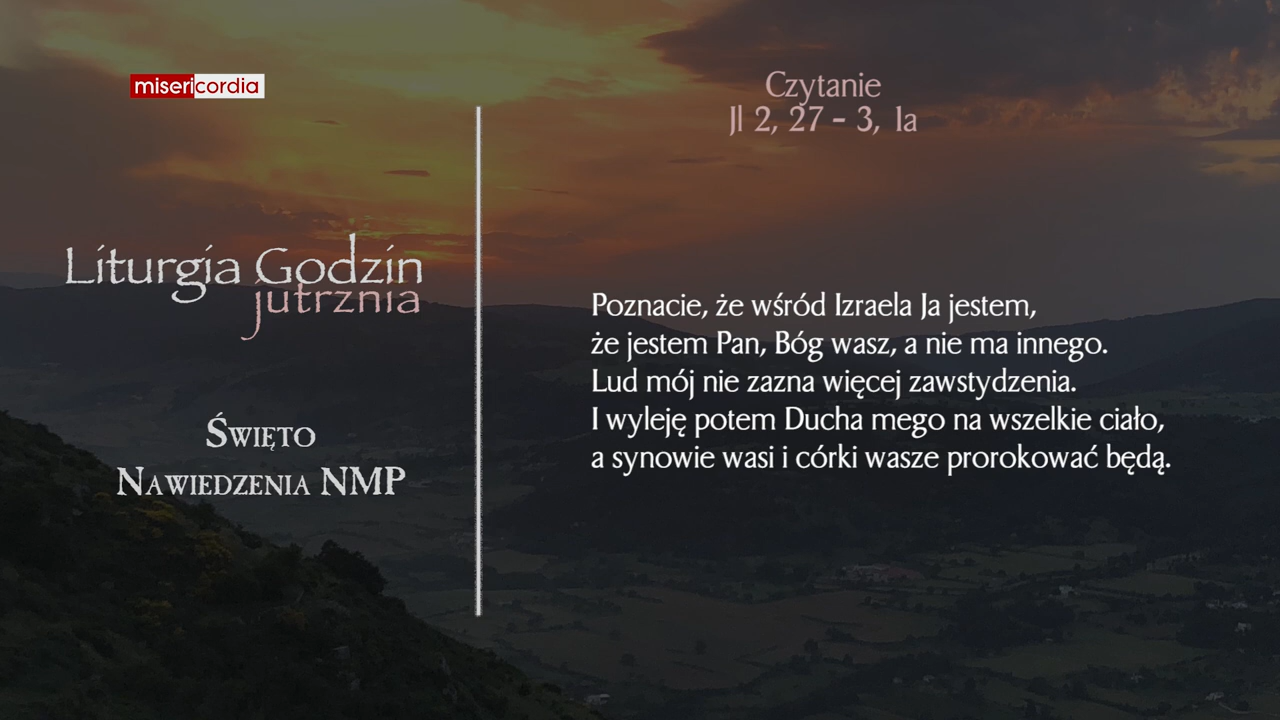 misericordia
Liturgia Godzin
jutrznia
Święto
Nawiedzenia NMP
Czytanie
Jl 2, 27 – 3, 1a
Poznacie, że wśród Izraela Ja jestem,
że jestem Pan, Bóg wasz, a nie ma innego.
Lud mój nie zazna więcej zawstydzenia.
I wyleję potem Ducha mego na wszelkie ciało,
a synowie wasi i córki wasze prorokować będą.